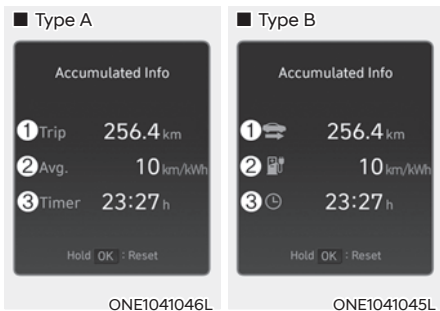 ■ Type A
Accumulated Info
① Trip 256.4 km
② Avg. 10 km/kWh
③ Timer 23:27 h
Hold OK : Reset
ONE1041046L
■ Type B
Accumulated Info
① 256.4 km
② 10 km/kWh
③ 23:27 h
Hold OK : Reset
ONE1041045L